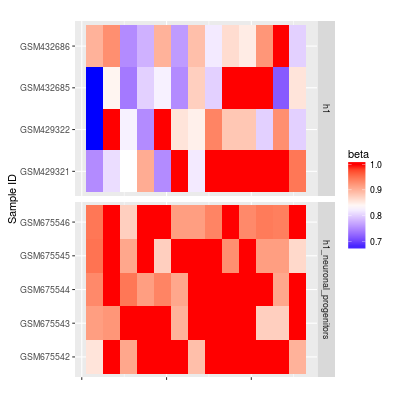 Sample ID
GSM432686
GSM432685
GSM429322
GSM429321
h1
GSM675546
GSM675545
GSM675544
GSM675543
GSM675542
h1_neuronal_progenitors
beta
1.0
0.9
0.8
0.7